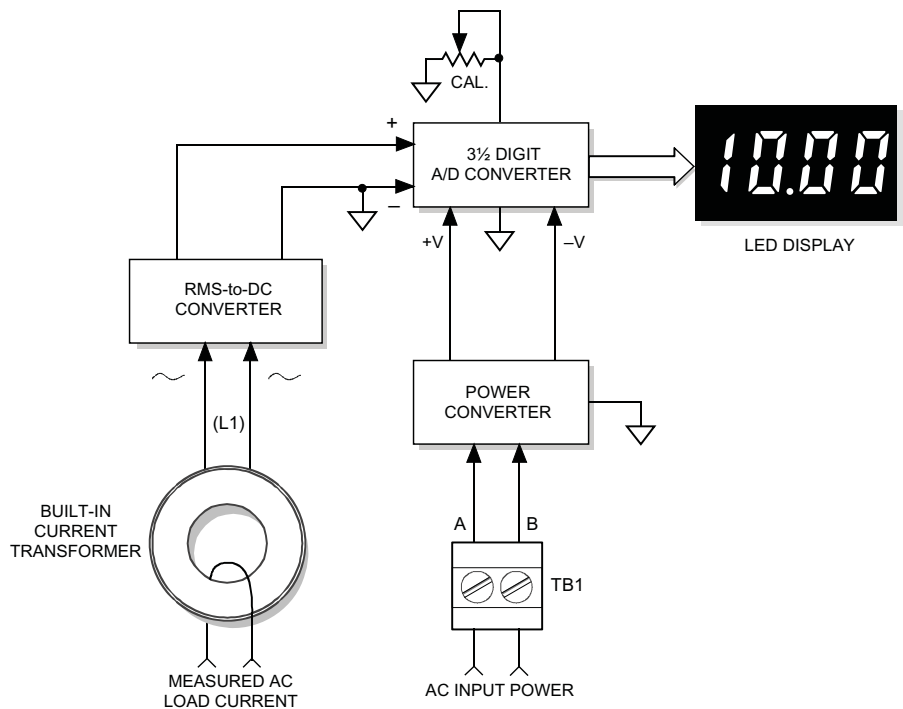 CAL.
+
3½ DIGIT
A/D CONVERTER
–
10.00
LED DISPLAY
+V
–V
RMS-to-DC
CONVERTER
POWER
CONVERTER
(L1)
BUILT-IN
CURRENT
TRANSFORMER
A
B
TB1
MEASURED AC
LOAD CURRENT
AC INPUT POWER